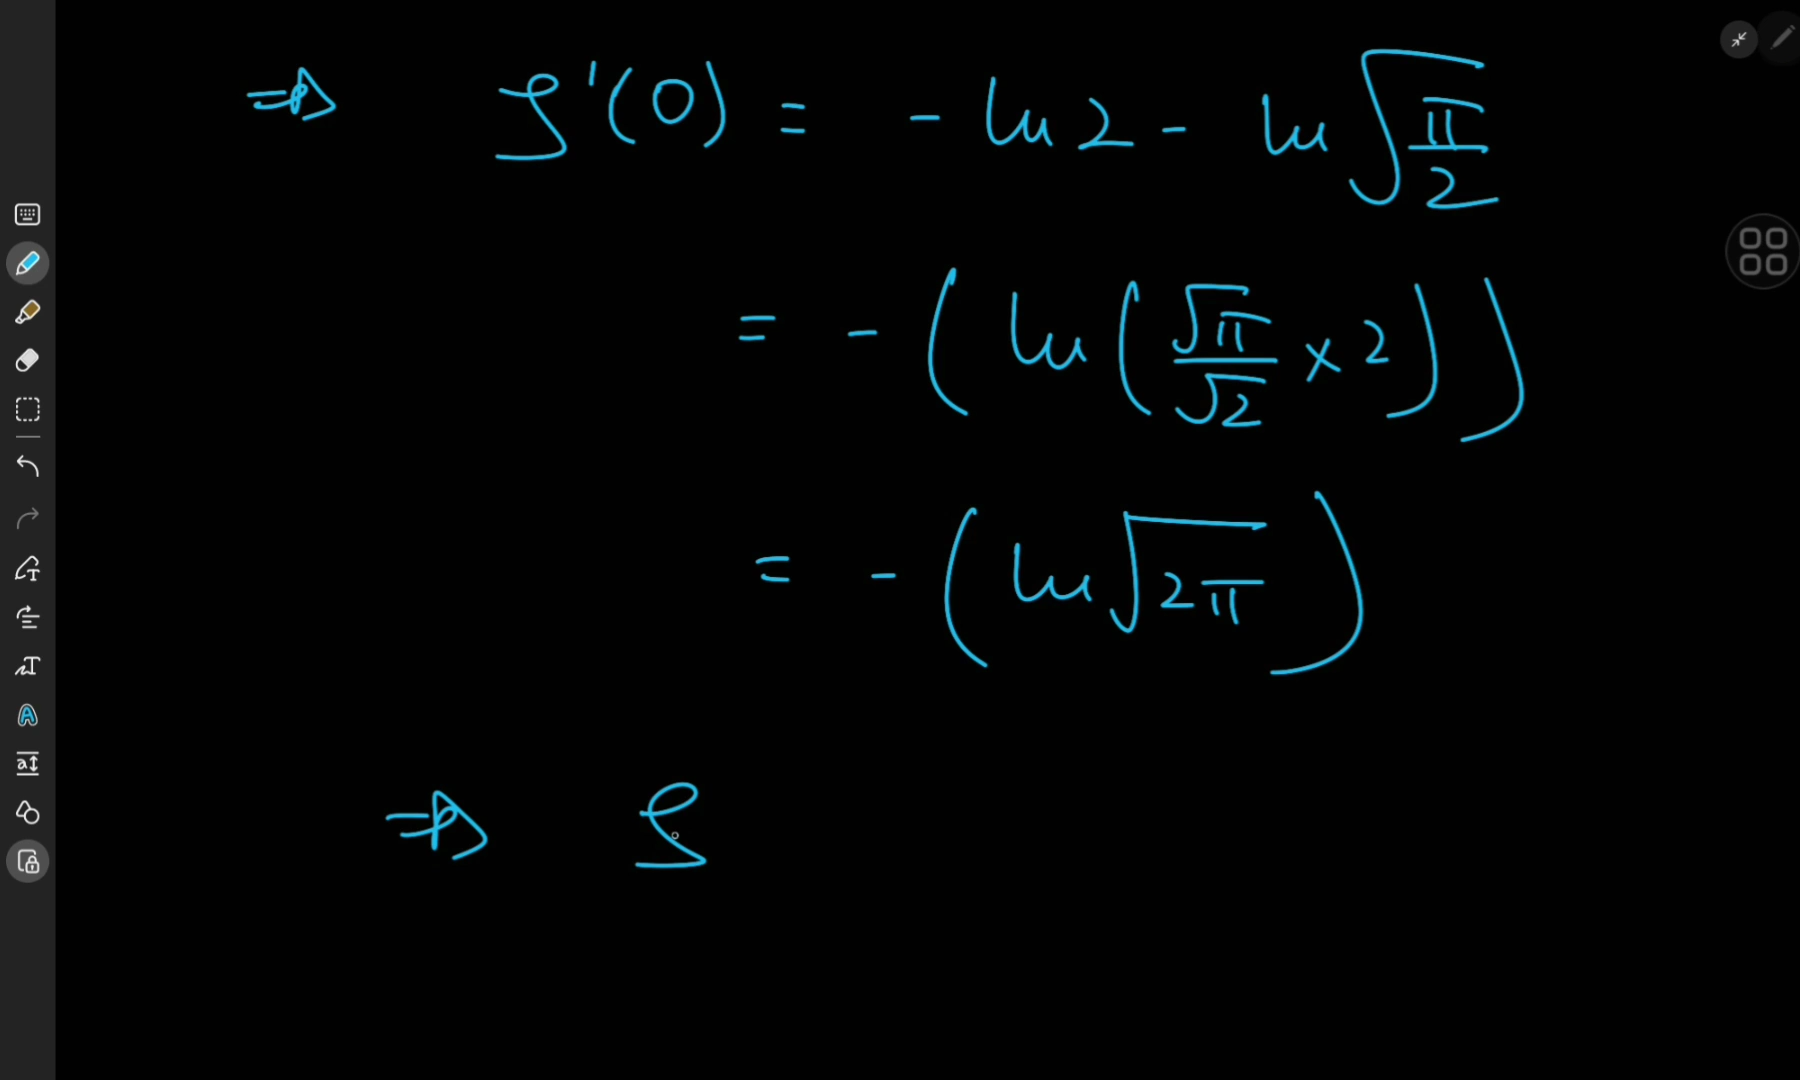 ⇒ ζ'(0) = - ln 2 - ln √(π/2)
= - ( ln ( √π/√2 × 2 ) )
= - ( ln √2π )
⇒ ζ